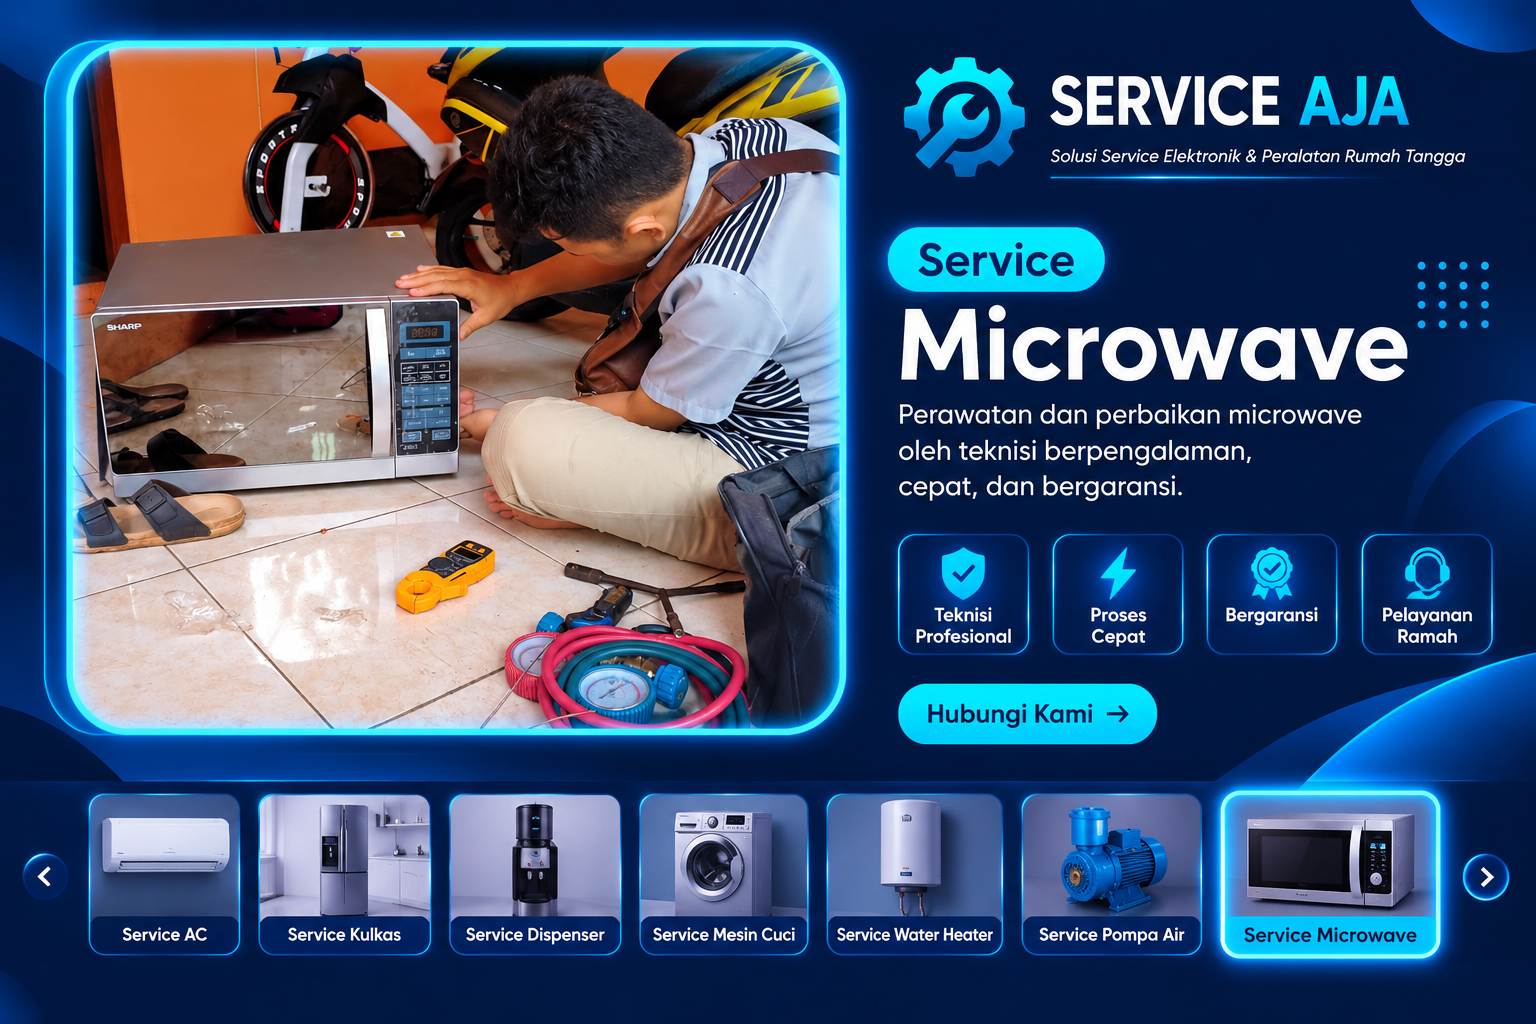 SERVICE AJA
Solusi Service Elektronik & Peralatan Rumah Tangga
Service
Microwave
Perawatan dan perbaikan microwave
oleh teknisi berpengalaman,
cepat, dan bergaransi.
Teknisi
Profesional
Proses
Cepat
Bergaransi
Pelayanan
Ramah
Hubungi Kami →
SHARP
Service AC
Service Kulkas
Service Dispenser
Service Mesin Cuci
Service Water Heater
Service Pompa Air
Service Microwave